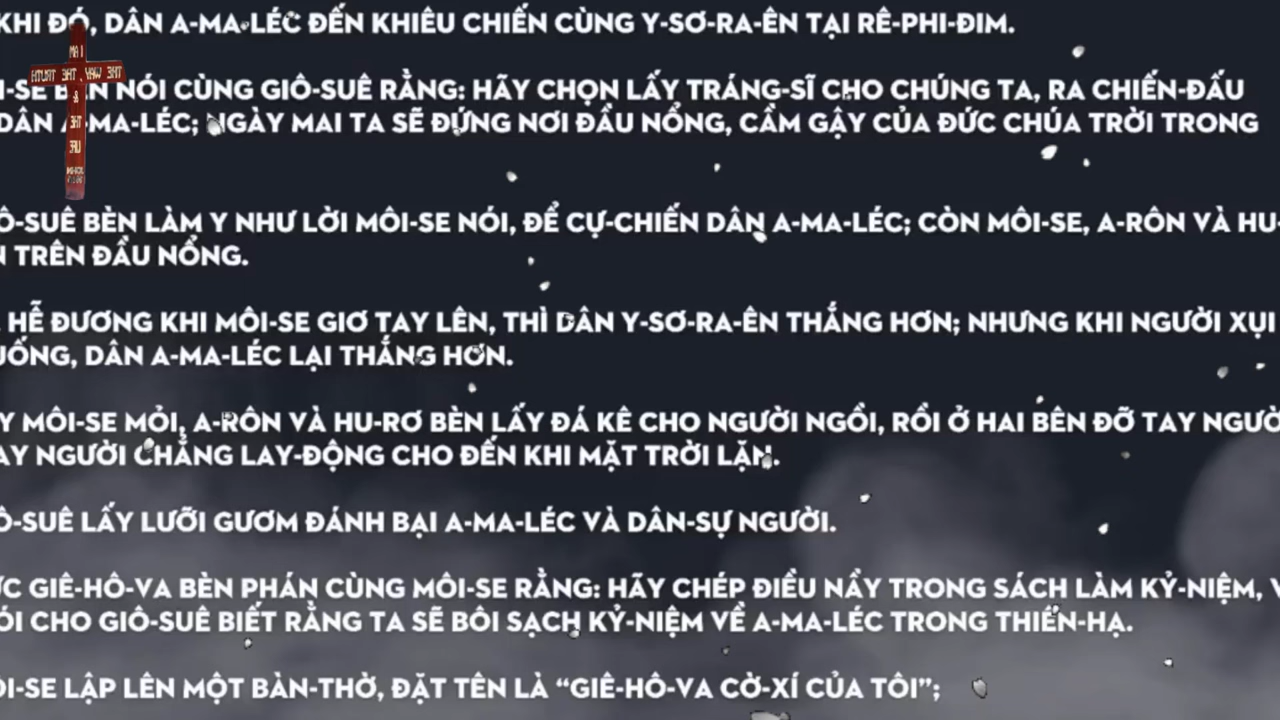 KHI ĐÓ, DÂN A-MA-LÉC ĐẾN KHIÊU CHIẾN CÙNG Y-SƠ-RA-ÊN TẠI RÊ-PHI-ĐIM.
I-SE BÈN NÓI CÙNG GIÔ-SUÊ RẰNG: HÃY CHỌN LẤY TRÁNG-SĨ CHO CHÚNG TA, RA CHIẾN-ĐẤU
DÂN A-MA-LÉC; NGÀY MAI TA SẼ ĐỨNG NƠI ĐẦU NỔNG, CẦM GẬY CỦA ĐỨC CHÚA TRỜI TRONG
Ô-SUÊ BÈN LÀM Y NHƯ LỜI MÔI-SE NÓI, ĐỂ CỰ-CHIẾN DÂN A-MA-LÉC; CÒN MÔI-SE, A-RÔN VÀ HU-
N TRÊN ĐẦU NỔNG.
HỄ ĐƯƠNG KHI MÔI-SE GIƠ TAY LÊN, THÌ DÂN Y-SƠ-RA-ÊN THẮNG HƠN; NHƯNG KHI NGƯỜI XỤI
UỐNG, DÂN A-MA-LÉC LẠI THẮNG HƠN.
Y MÔI-SE MỎI, A-RÔN VÀ HU-RƠ BÈN LẤY ĐÁ KÊ CHO NGƯỜI NGỒI, RỒI Ở HAI BÊN ĐỠ TAY NGƯỜ
AY NGƯỜI CHẲNG LAY-ĐỘNG CHO ĐẾN KHI MẶT TRỜI LẶN.
Ô-SUÊ LẤY LƯỠI GƯƠM ĐÁNH BẠI A-MA-LÉC VÀ DÂN-SỰ NGƯỜI.
ỨC GIÊ-HÔ-VA BÈN PHÁN CÙNG MÔI-SE RẰNG: HÃY CHÉP ĐIỀU NẦY TRONG SÁCH LÀM KỶ-NIỆM, V
ÓI CHO GIÔ-SUÊ BIẾT RẰNG TA SẼ BÔI SẠCH KỶ-NIỆM VỀ A-MA-LÉC TRONG THIÊN-HẠ.
ÔI-SE LẬP LÊN MỘT BÀN-THỜ, ĐẶT TÊN LÀ “GIÊ-HÔ-VA CỜ-XÍ CỦA TÔI”;
I AM
THE WAY, THE TRUTH
&
THE
LIFE